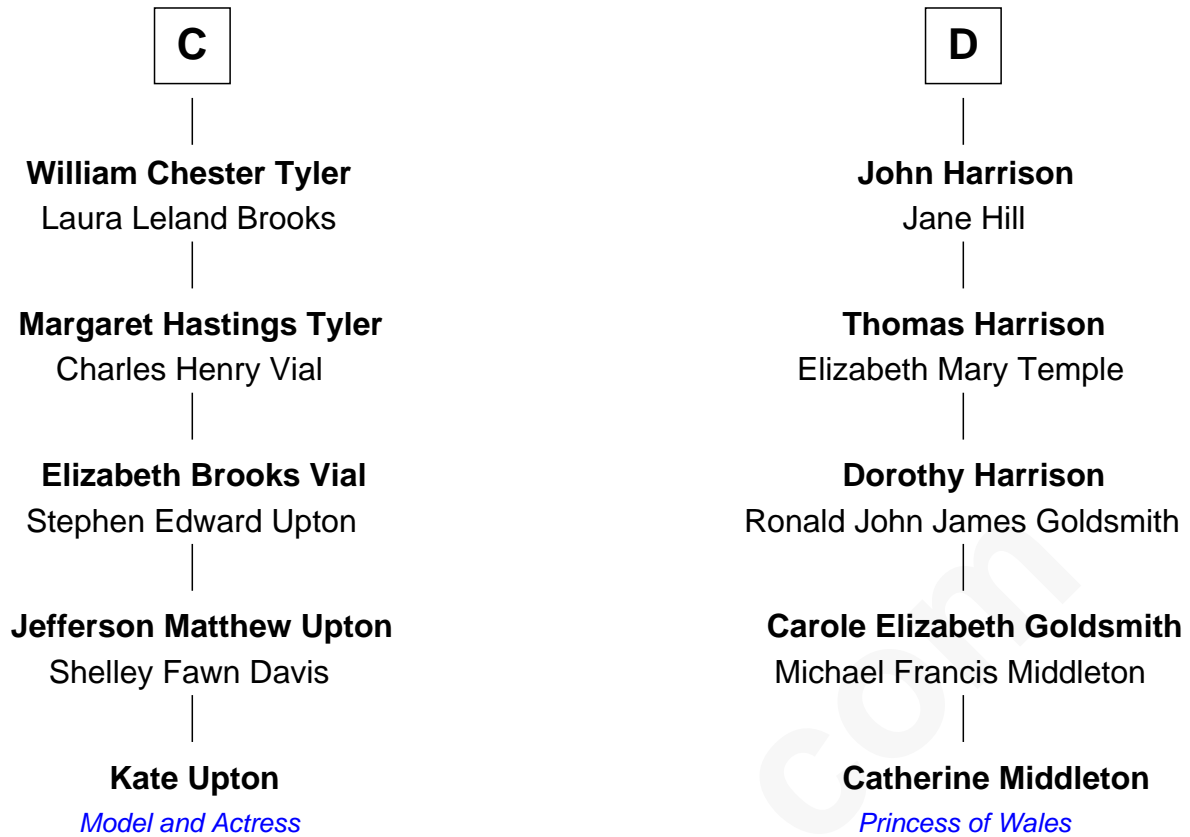 C
William Chester Tyler
Laura Leland Brooks
Margaret Hastings Tyler
Charles Henry Vial
Elizabeth Brooks Vial
Stephen Edward Upton
Jefferson Matthew Upton
Shelley Fawn Davis
Kate Upton
Model and Actress
D
John Harrison
Jane Hill
Thomas Harrison
Elizabeth Mary Temple
Dorothy Harrison
Ronald John James Goldsmith
Carole Elizabeth Goldsmith
Michael Francis Middleton
Catherine Middleton
Princess of Wales
com